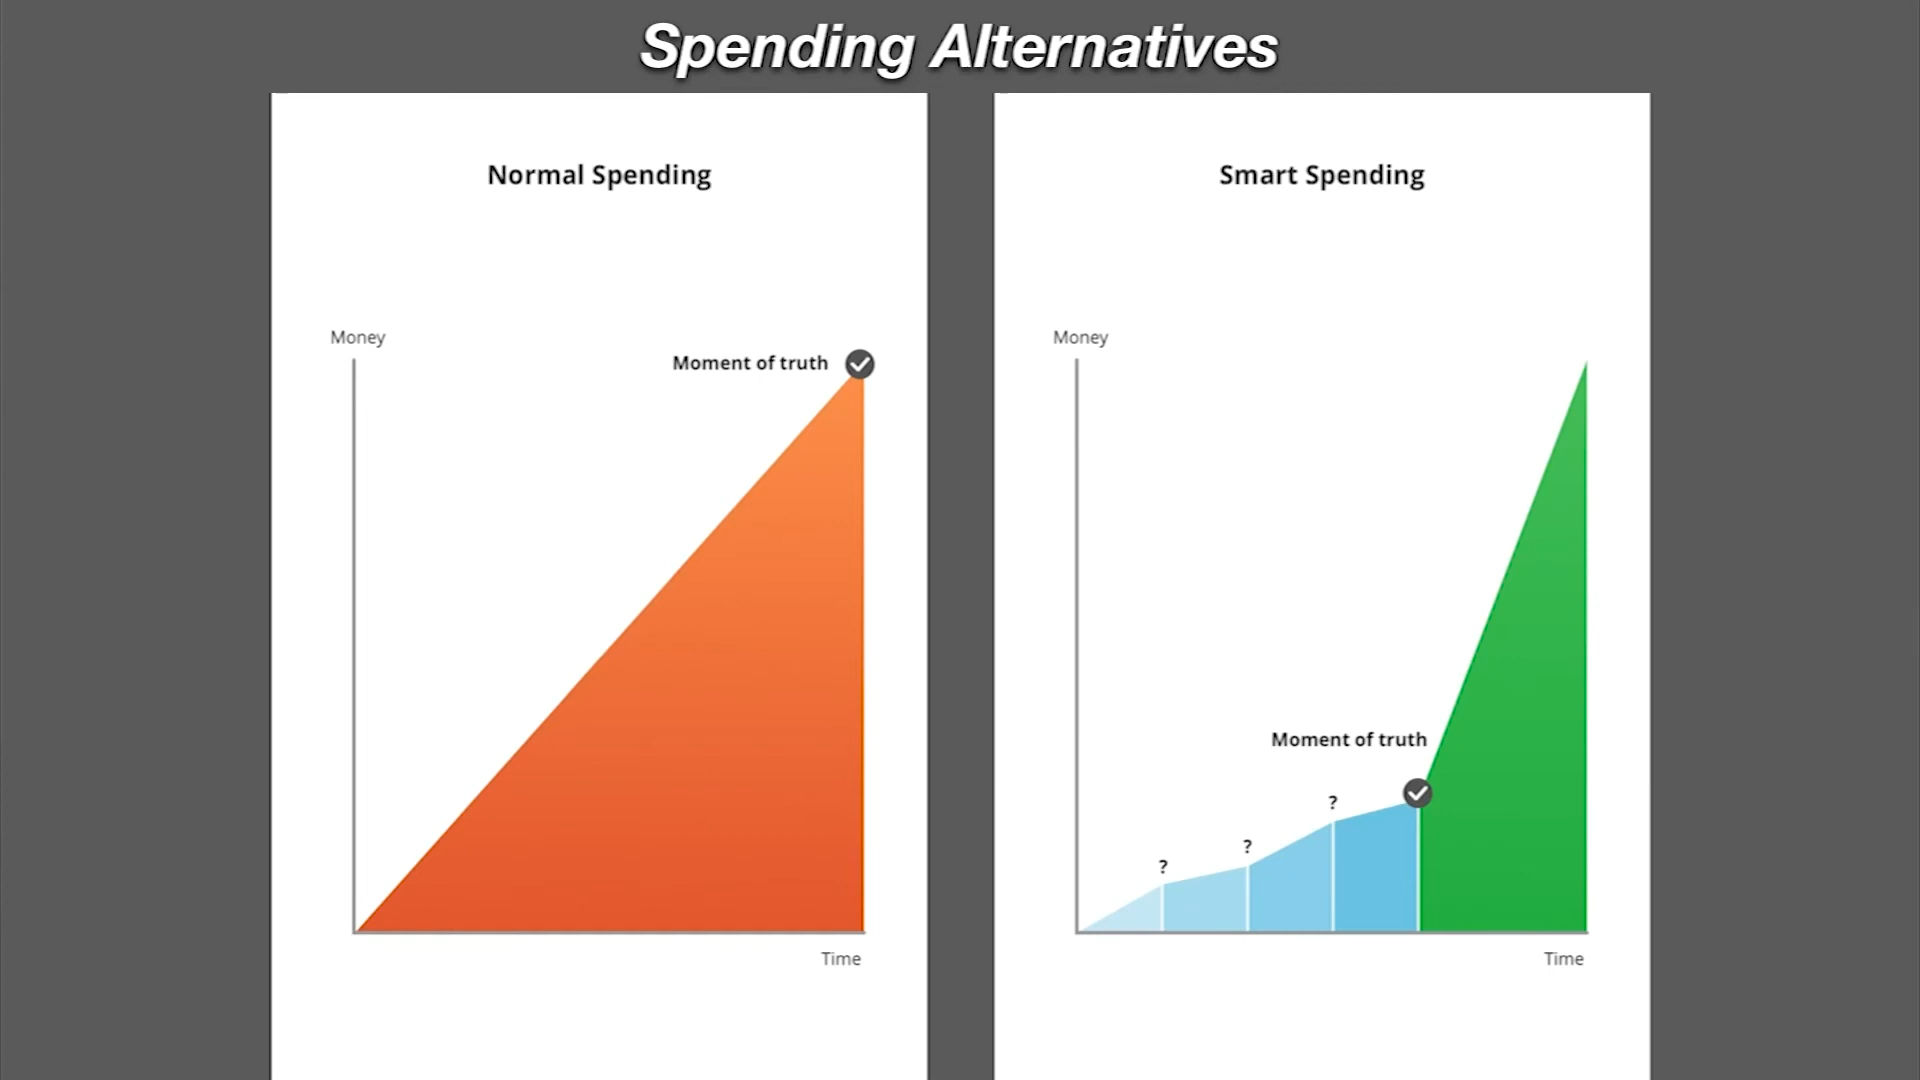 Spending Alternatives
Normal Spending
Money
Moment of truth
Time
Smart Spending
Money
Moment of truth
?
?
?
Time